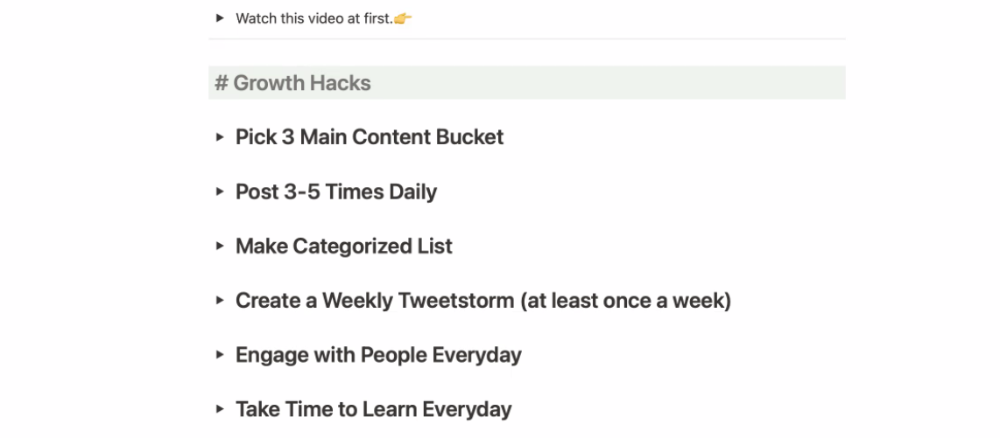 Watch this video at first.👉
# Growth Hacks
Pick 3 Main Content Bucket
Post 3-5 Times Daily
Make Categorized List
Create a Weekly Tweetstorm (at least once a week)
Engage with People Everyday
Take Time to Learn Everyday